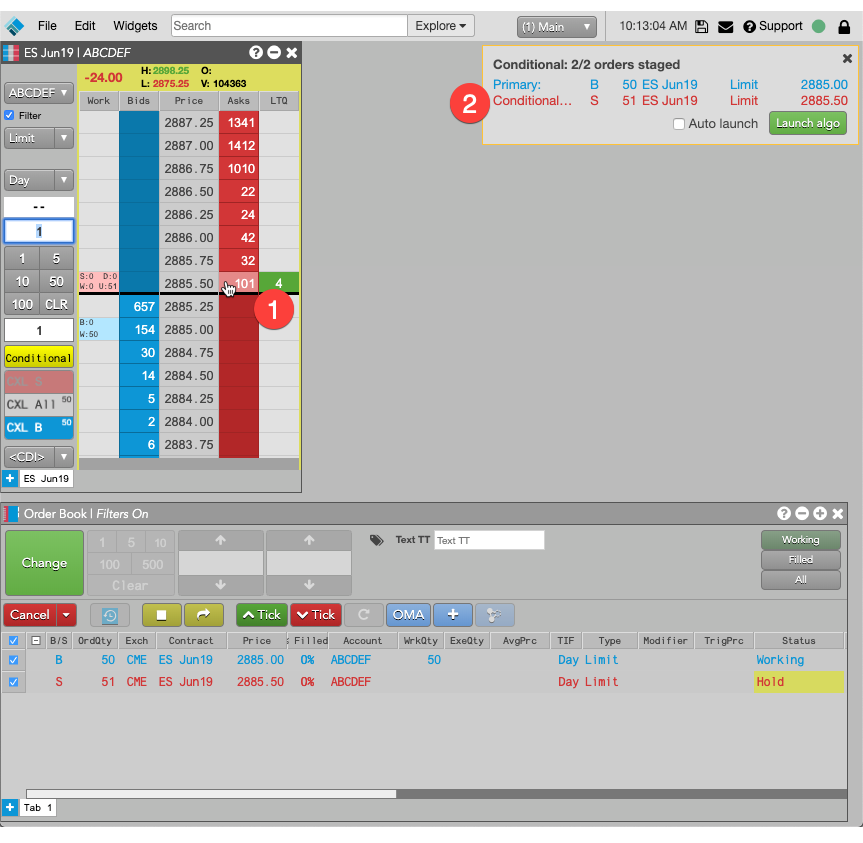 File Edit Widgets Search Explore (1) Main 10:13:04 AM Support
ES Jun19 | ABCDEF
-24.00 H:2898.25 O:
L: 2875.25 V: 104363
Work Bids Price Asks LTQ
ABCDEF
Filter
Limit
Day
--
1
1 5
10 50
100 CLR
1
Conditional
CXL S
CXL All 50
CXL B 50
<CDI>
ES Jun19
2887.25 1341
2887.00 1412
2886.75 1010
2886.50 22
2886.25 24
2886.00 42
2885.75 32
S:0 D:0
W:0 U:51
2885.50 101 4
1
657 2885.25
B:0
W:50
154 2885.00
30 2884.75
14 2884.50
5 2884.25
2 2884.00
6 2883.75
Conditional: 2/2 orders staged
Primary: B 50 ES Jun19 Limit 2885.00
2
Conditional... S 51 ES Jun19 Limit 2885.50
Auto launch Launch algo
Order Book | Filters On
Change
1 5 10
100 500
Clear
Text TT Text TT
Working
Filled
All
Cancel Tick Tick OMA
B/S OrdQty Exch Contract Price % Filled Account WrkQty ExeQty AvgPrc TIF Type Modifier TrigPrc Status
B 50 CME ES Jun19 2885.00 0% ABCDEF 50 Day Limit Working
S 51 CME ES Jun19 2885.50 0% ABCDEF Day Limit Hold
Tab 1